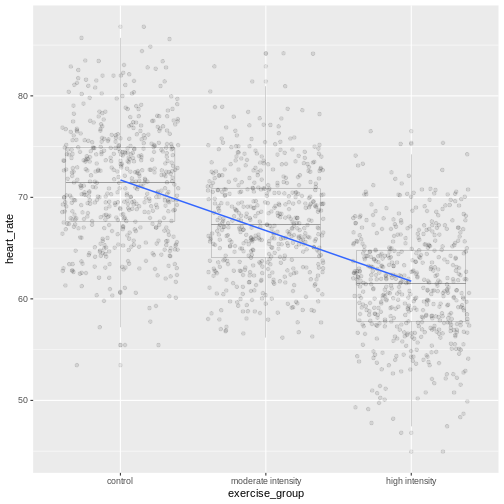 80
70
60
50
heart_rate
control
moderate intensity
high intensity
exercise_group